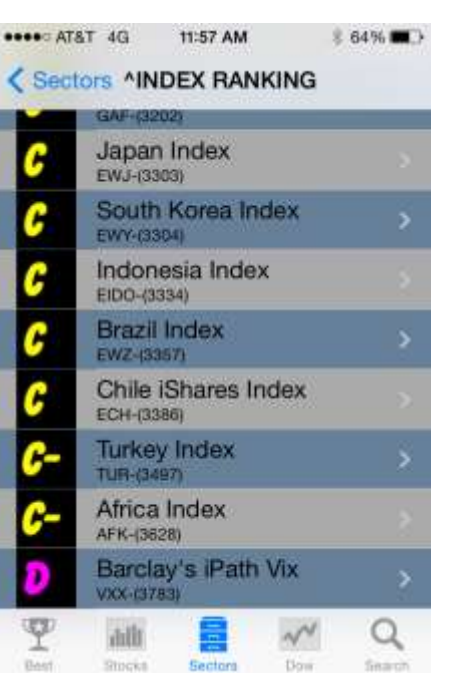 AT&T 4G 11:57 AM 64%
Sectors ^INDEX RANKING
GAF-(3202)
C Japan Index
EWJ-(3303)
C South Korea Index
EWY-(3304)
C Indonesia Index
EIDO-(3334)
C Brazil Index
EWZ-(3357)
C Chile iShares Index
ECH-(3386)
C- Turkey Index
TUR-(3497)
C- Africa Index
AFK-(3628)
D Barclay's iPath Vix
VXX-(3783)
Best Stocks Sectors Dow Search